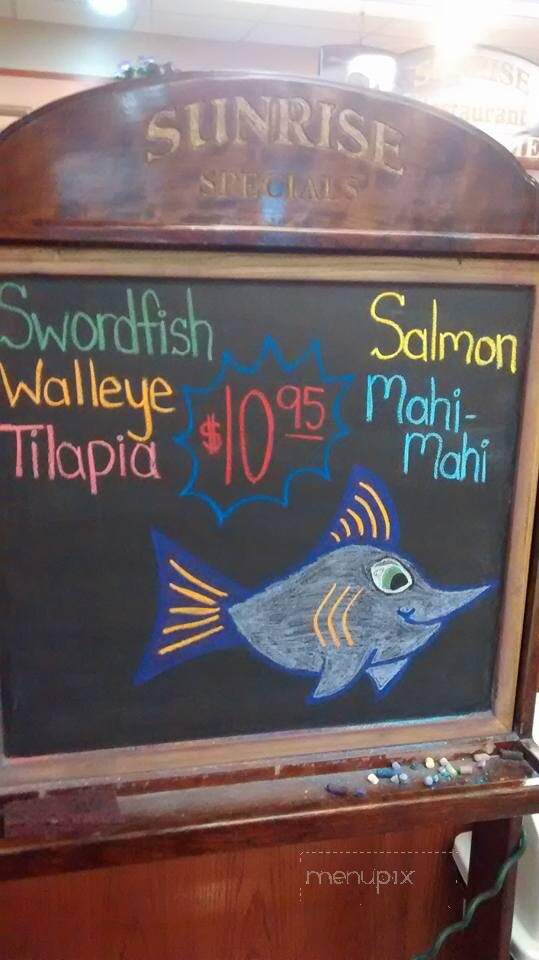 SUNRISE
SPECIALS
Swordfish
Walleye
Tilapia
$10.95
Salmon
Mahi-
Mahi
menupix